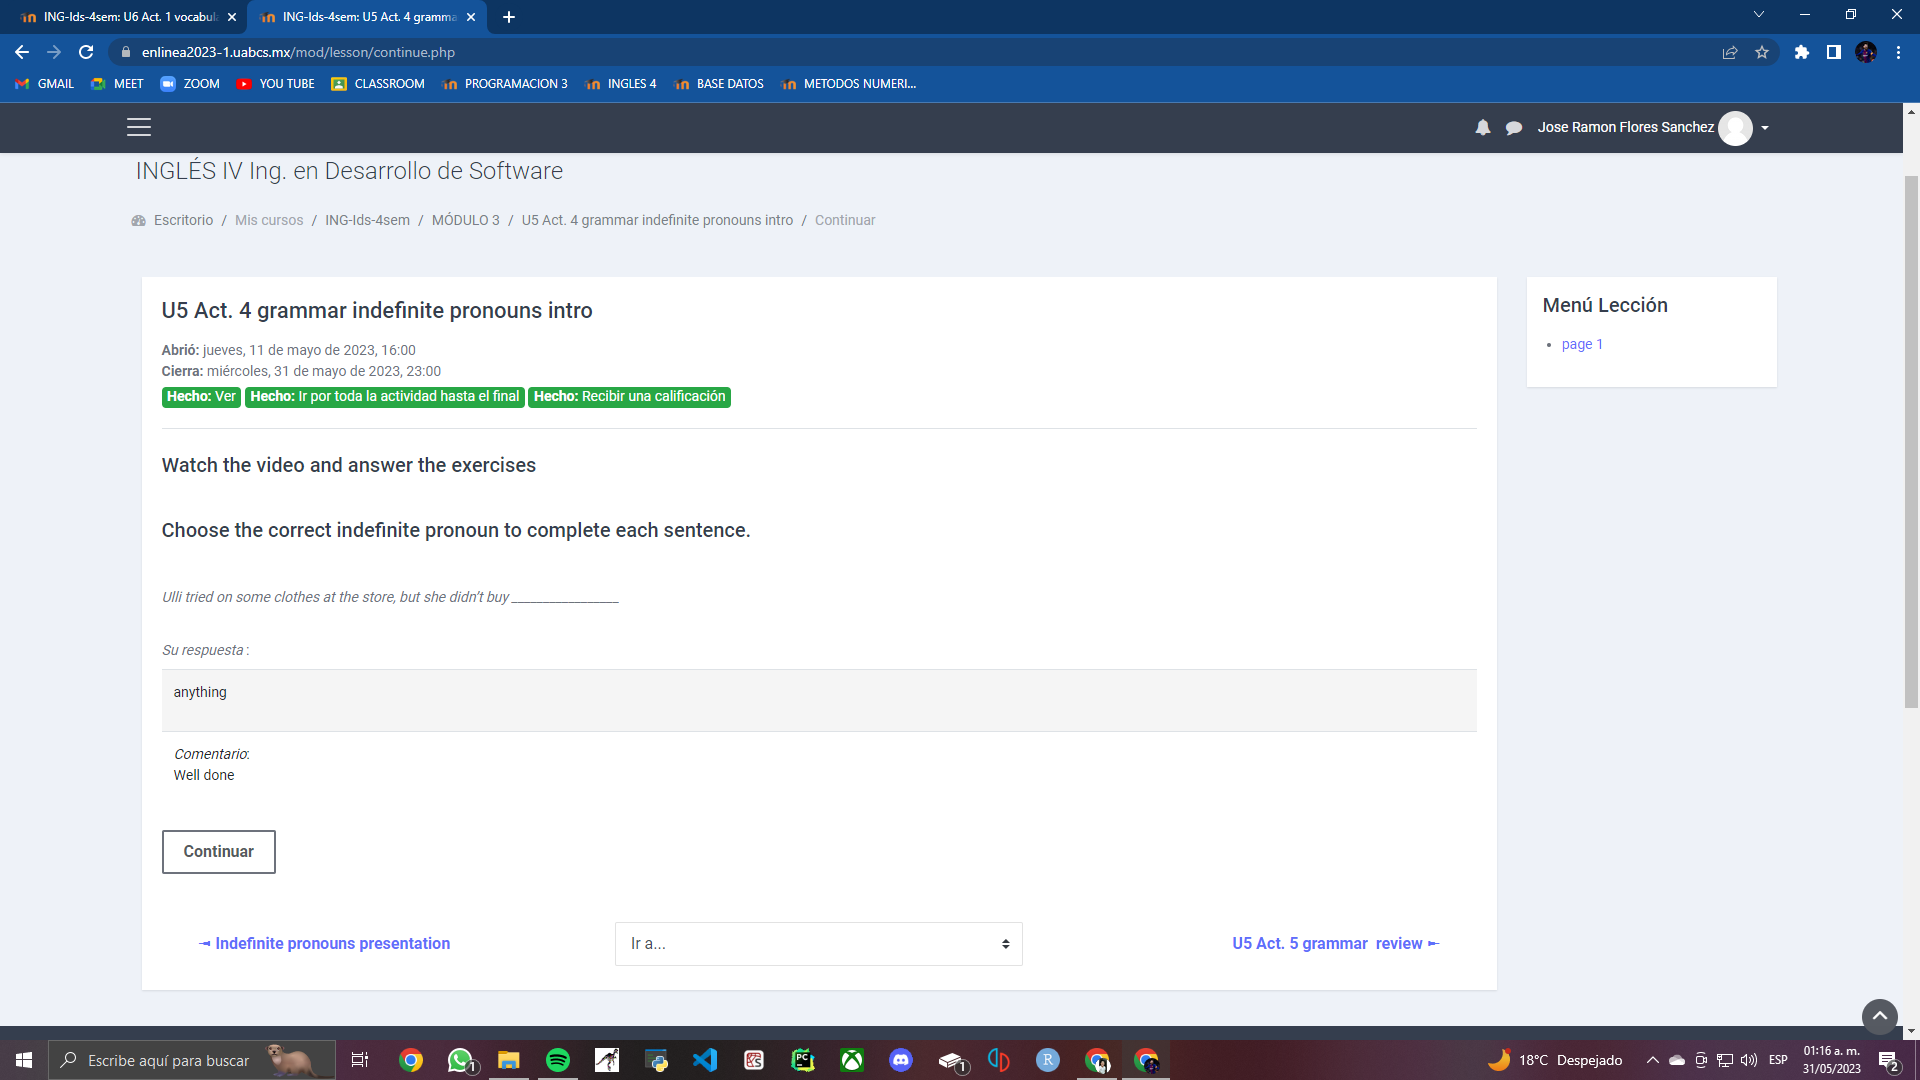 ING-Ids-4sem: U6 Act. 1 vocabula
ING-Ids-4sem: U5 Act. 4 gramma
enlinea2023-1.uabcs.mx/mod/lesson/continue.php
GMAIL
MEET
ZOOM
YOU TUBE
CLASSROOM
PROGRAMACION 3
INGLES 4
BASE DATOS
METODOS NUMERI...
Jose Ramon Flores Sanchez
INGLÉS IV Ing. en Desarrollo de Software
Escritorio / Mis cursos / ING-Ids-4sem / MÓDULO 3 / U5 Act. 4 grammar indefinite pronouns intro / Continuar
U5 Act. 4 grammar indefinite pronouns intro
Abrió: jueves, 11 de mayo de 2023, 16:00
Cierra: miércoles, 31 de mayo de 2023, 23:00
Hecho: Ver Hecho: Ir por toda la actividad hasta el final Hecho: Recibir una calificación
Watch the video and answer the exercises
Choose the correct indefinite pronoun to complete each sentence.
Ulli tried on some clothes at the store, but she didn't buy ________________
Su respuesta :
anything
Comentario:
Well done
Continuar
Indefinite pronouns presentation
Ir a...
U5 Act. 5 grammar review
Menú Lección
page 1
Escribe aquí para buscar
1
PC
1
R
18°C Despejado
ESP
01:16 a. m.
31/05/2023
2